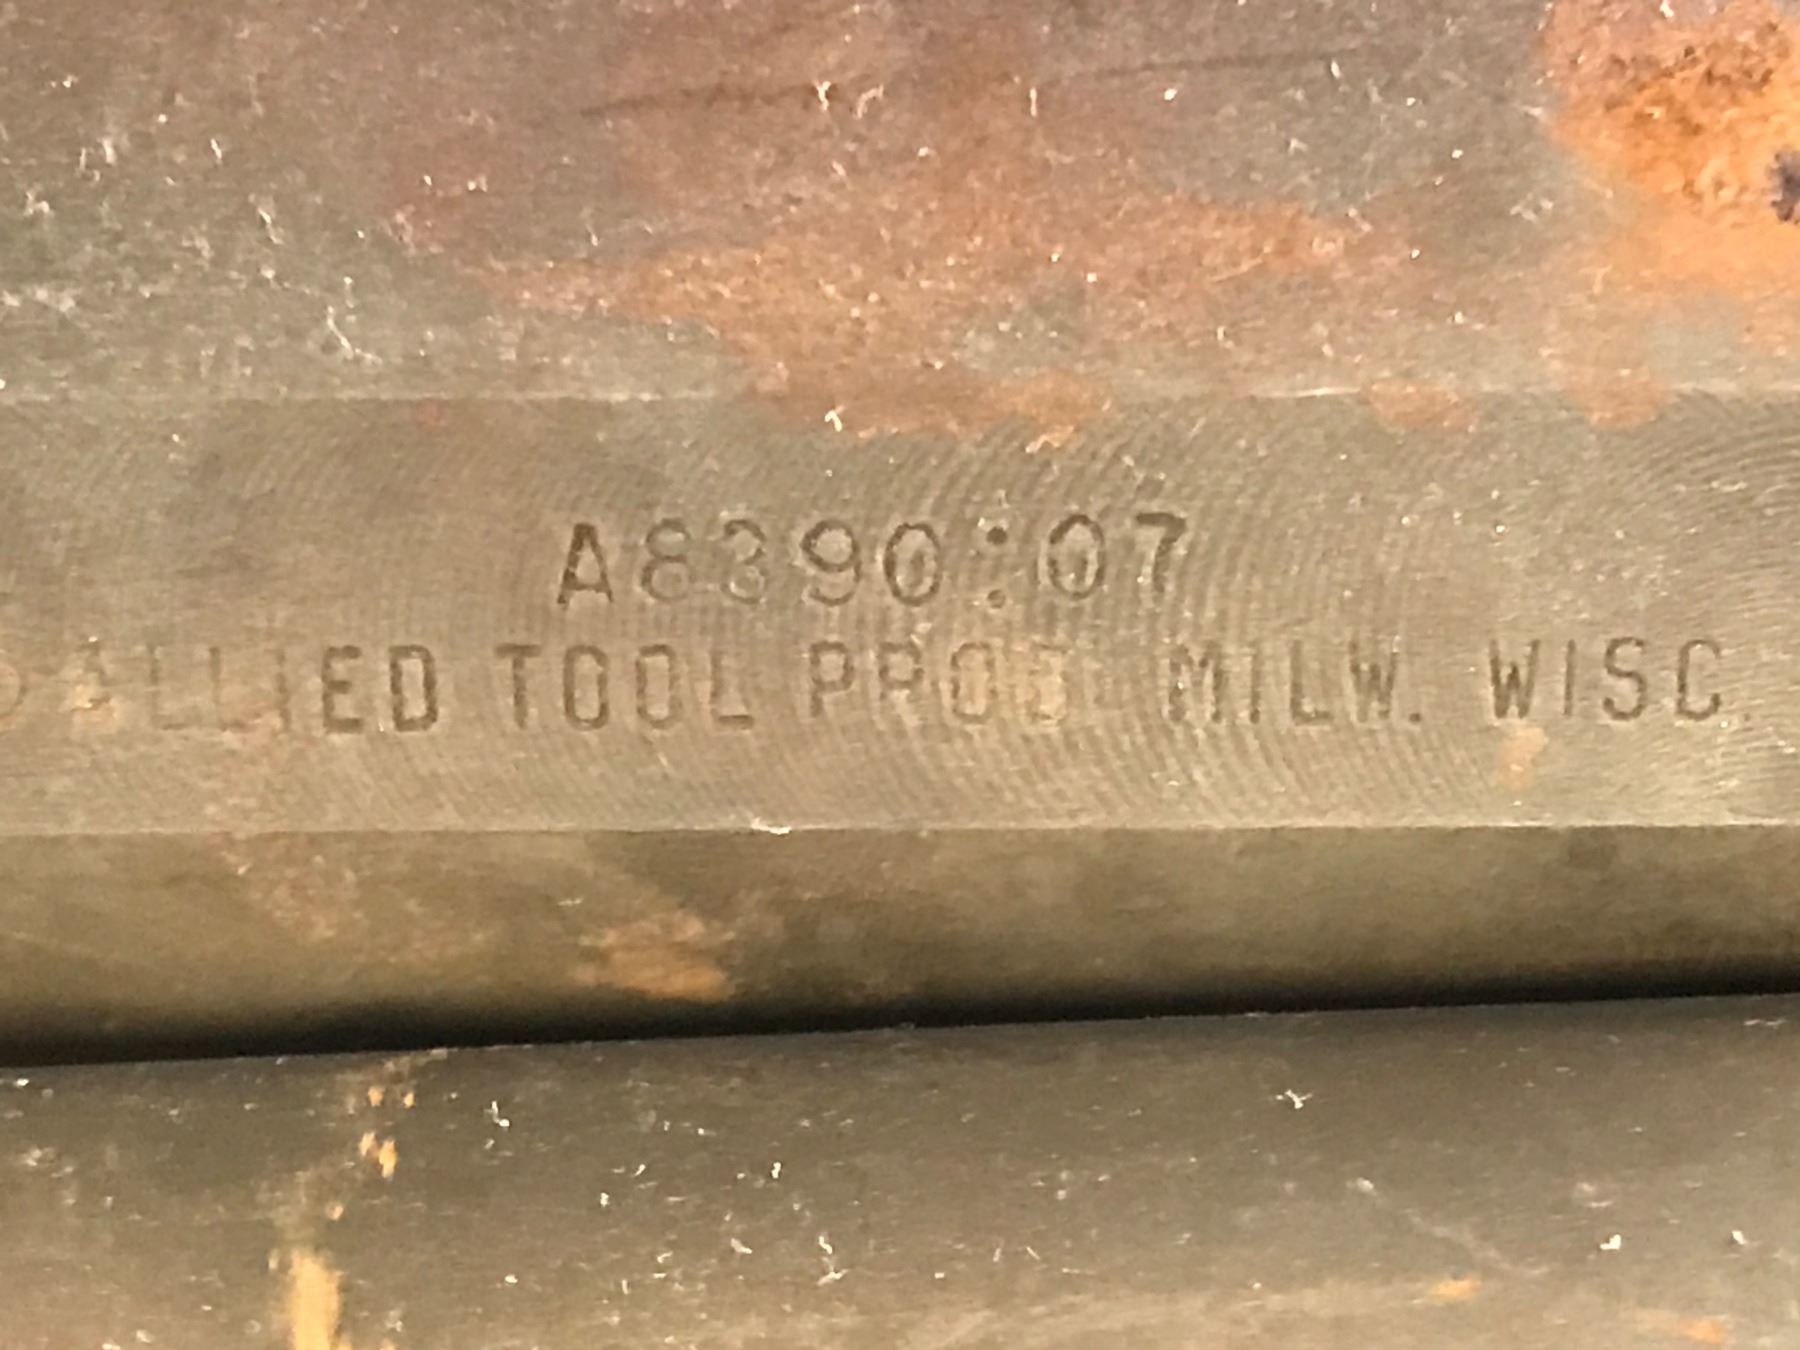 A8390:07
ALLIED TOOL PROD. MILW. WISC.